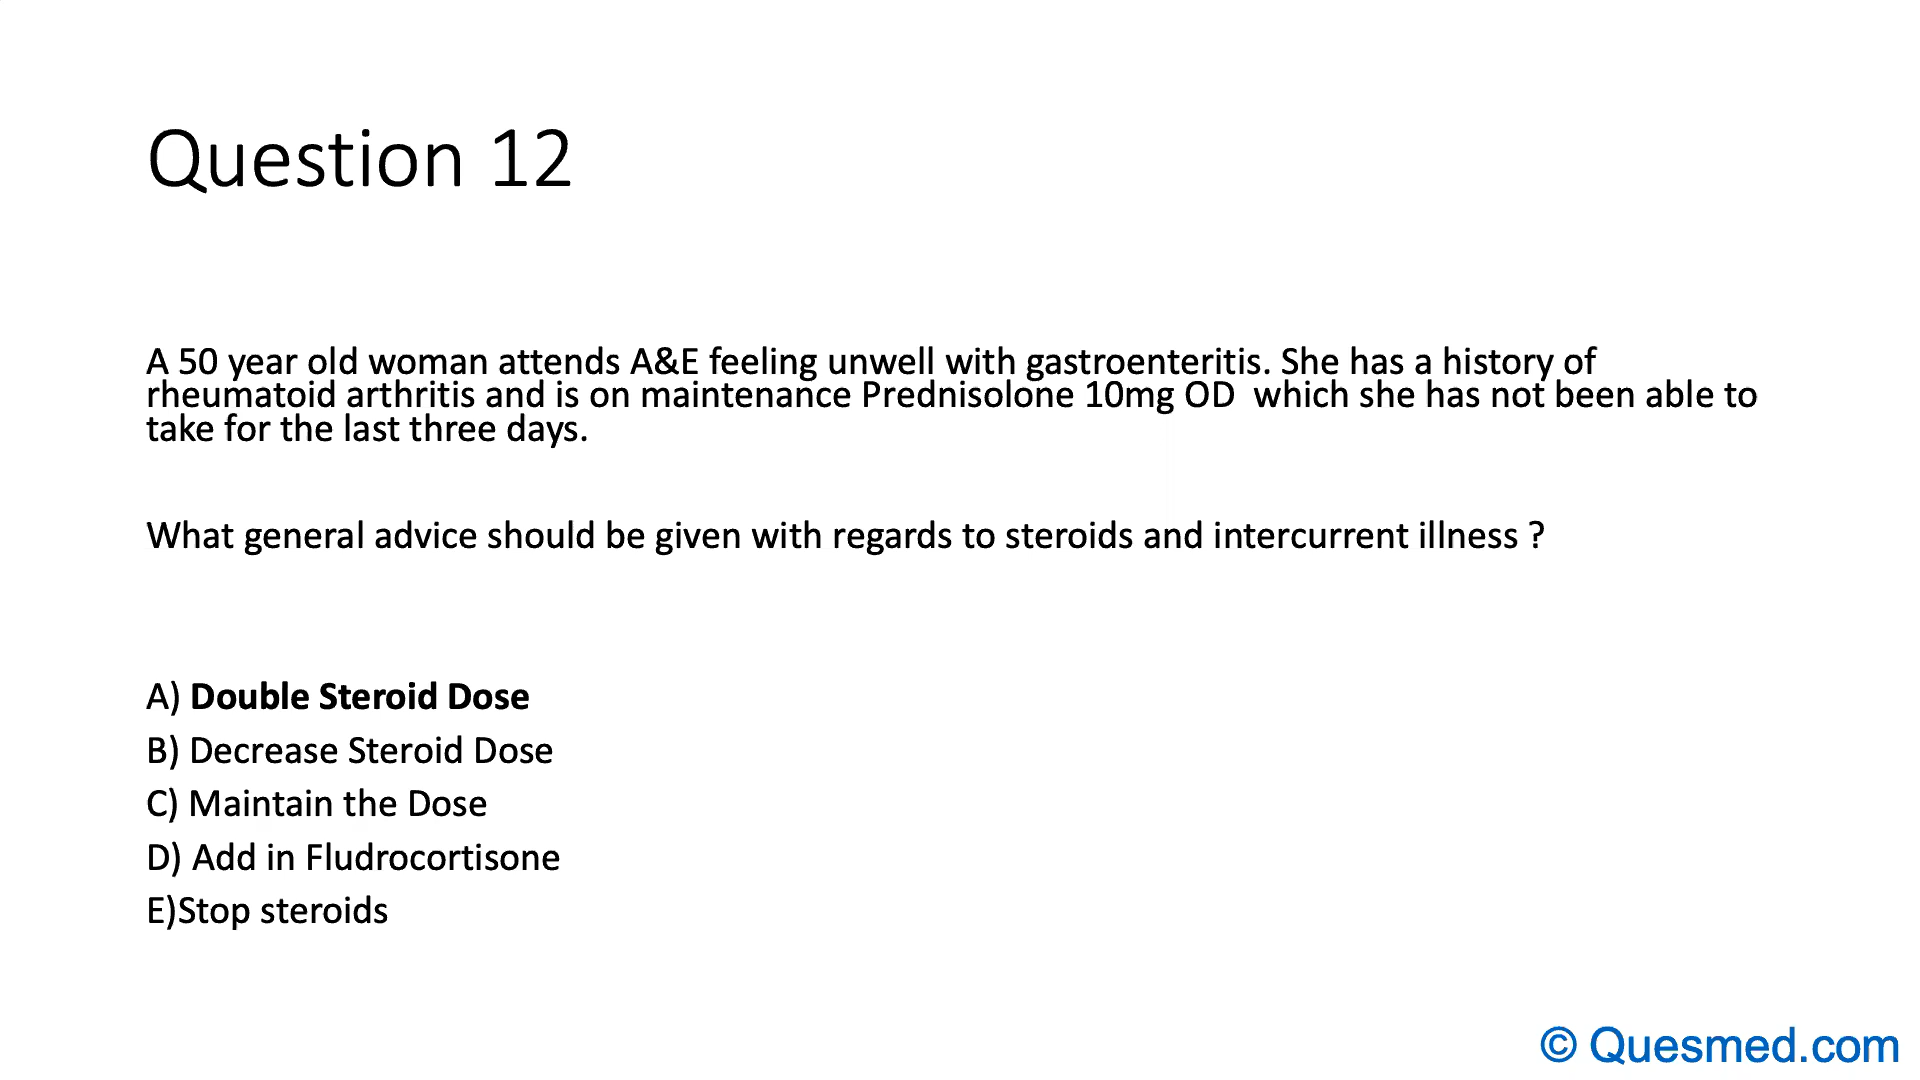 Question 12
A 50 year old woman attends A&E feeling unwell with gastroenteritis. She has a history of
rheumatoid arthritis and is on maintenance Prednisolone 10mg OD  which she has not been able to
take for the last three days.
What general advice should be given with regards to steroids and intercurrent illness ?
A) Double Steroid Dose
B) Decrease Steroid Dose
C) Maintain the Dose
D) Add in Fludrocortisone
E)Stop steroids
© Quesmed.com